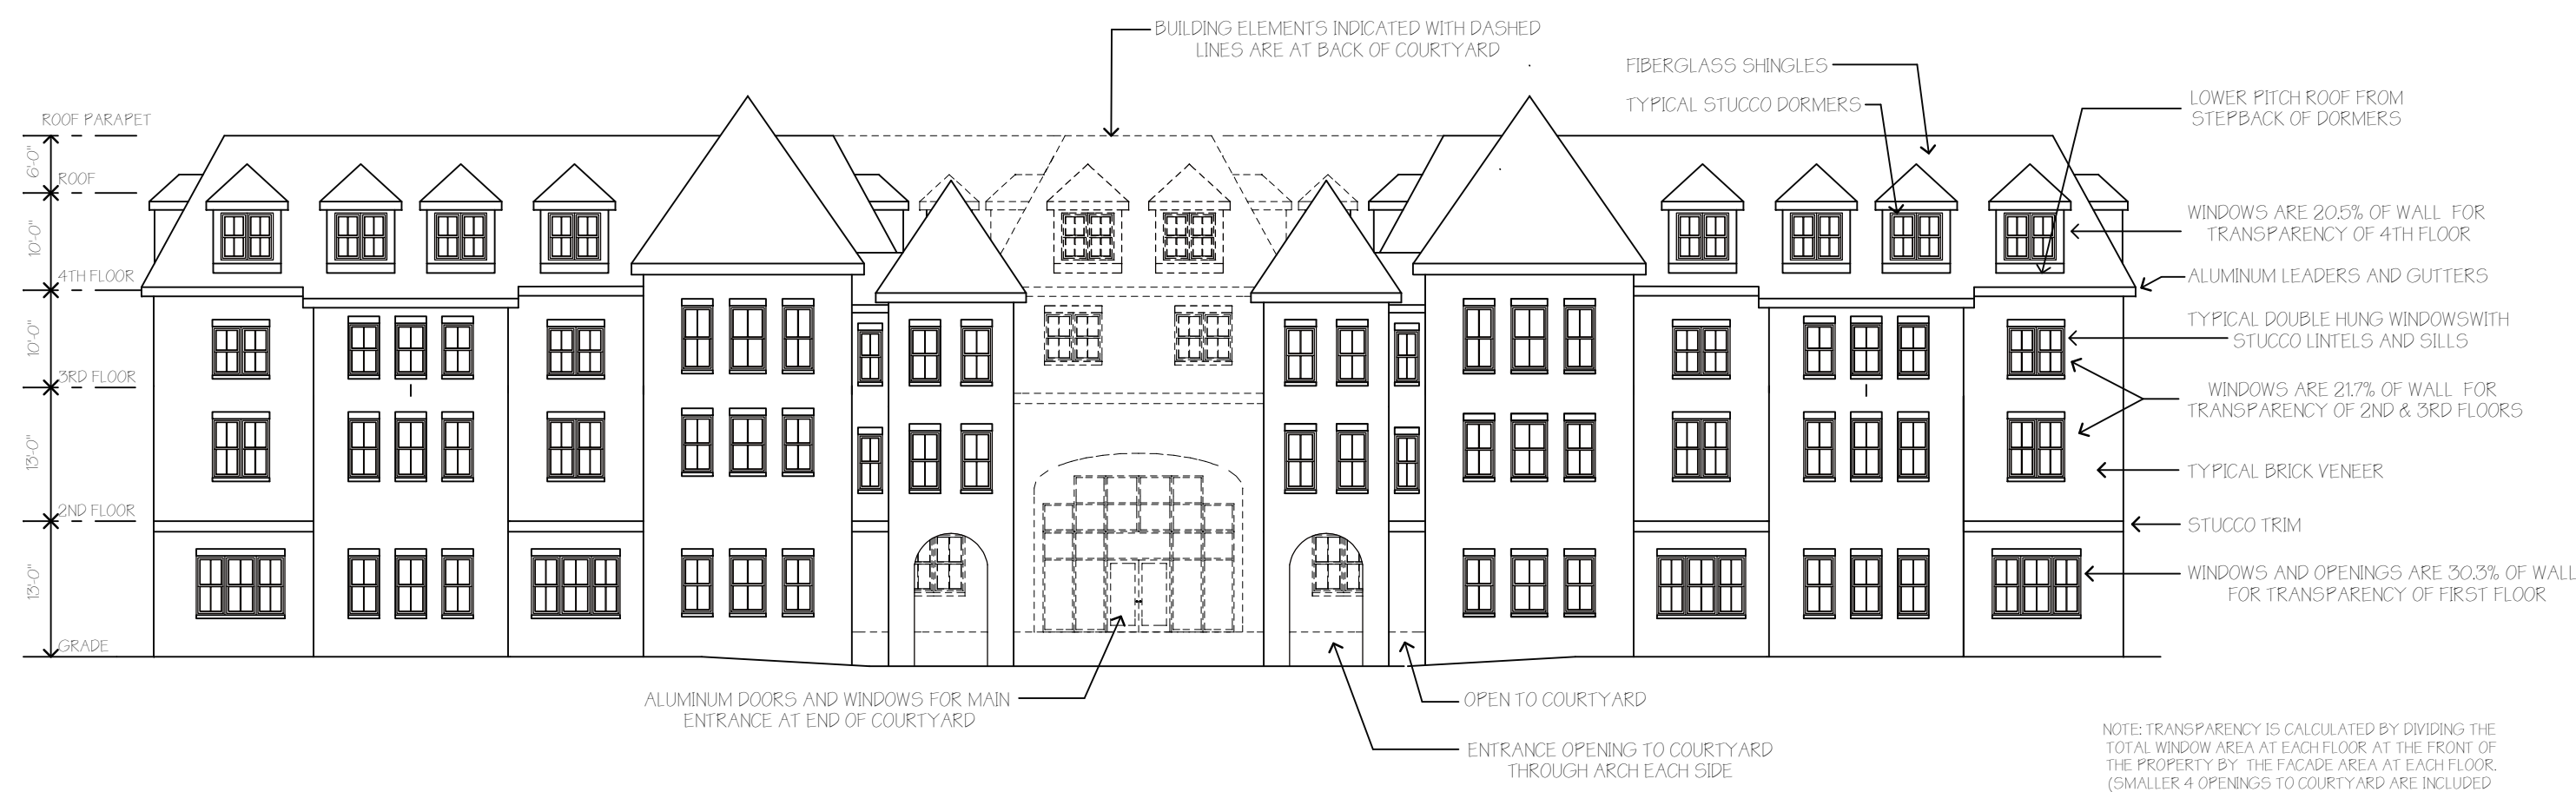 BUILDING ELEMENTS INDICATED WITH DASHED
LINES ARE AT BACK OF COURTYARD
FIBERGLASS SHINGLES
TYPICAL STUCCO DORMERS
LOWER PITCH ROOF FROM
STEPBACK OF DORMERS
ROOF PARAPET
6'-0"
ROOF
10'-0"
4TH FLOOR
10'-0"
3RD FLOOR
13'-0"
2ND FLOOR
13'-0"
GRADE
WINDOWS ARE 20.5% OF WALL FOR
TRANSPARENCY OF 4TH FLOOR
ALUMINUM LEADERS AND GUTTERS
TYPICAL DOUBLE HUNG WINDOWSWITH
STUCCO LINTELS AND SILLS
WINDOWS ARE 21.7% OF WALL FOR
TRANSPARENCY OF 2ND & 3RD FLOORS
TYPICAL BRICK VENEER
STUCCO TRIM
WINDOWS AND OPENINGS ARE 30.3% OF WALL
FOR TRANSPARENCY OF FIRST FLOOR
ALUMINUM DOORS AND WINDOWS FOR MAIN
ENTRANCE AT END OF COURTYARD
OPEN TO COURTYARD
ENTRANCE OPENING TO COURTYARD
THROUGH ARCH EACH SIDE
NOTE: TRANSPARENCY IS CALCULATED BY DIVIDING THE
TOTAL WINDOW AREA AT EACH FLOOR AT THE FRONT OF
THE PROPERTY BY THE FACADE AREA AT EACH FLOOR.
(SMALLER 4 OPENINGS TO COURTYARD ARE INCLUDED